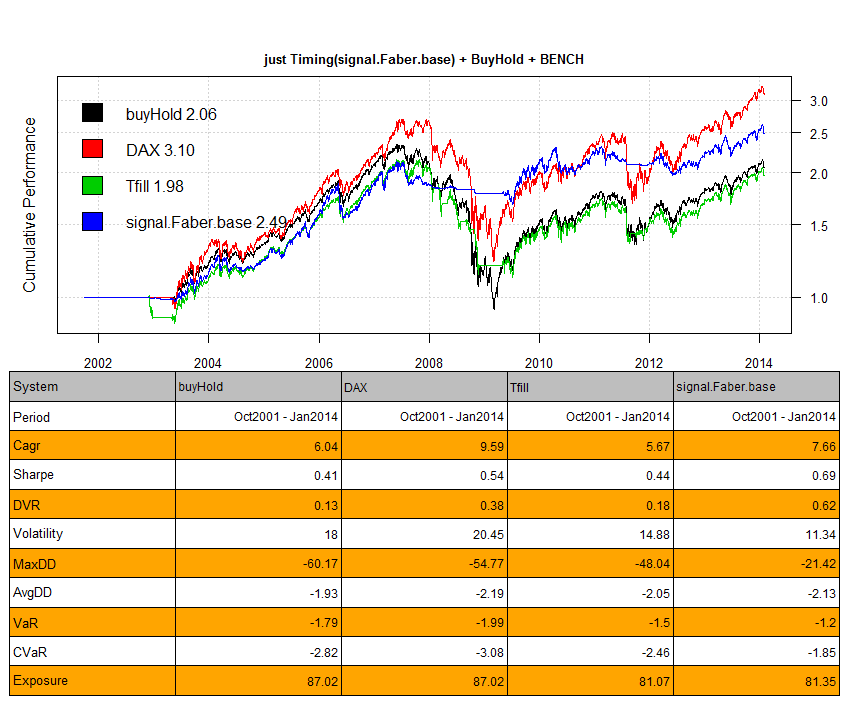 just Timing(signal.Faber.base) + BuyHold + BENCH
Cumulative Performance
buyHold 2.06
DAX 3.10
Tfill 1.98
signal.Faber.base 2.49
3.0
2.5
2.0
1.5
1.0
2002 2004 2006 2008 2010 2012 2014
System buyHold DAX Tfill signal.Faber.base
Period Oct2001 - Jan2014 Oct2001 - Jan2014 Oct2001 - Jan2014 Oct2001 - Jan2014
Cagr 6.04 9.59 5.67 7.66
Sharpe 0.41 0.54 0.44 0.69
DVR 0.13 0.38 0.18 0.62
Volatility 18 20.45 14.88 11.34
MaxDD -60.17 -54.77 -48.04 -21.42
AvgDD -1.93 -2.19 -2.05 -2.13
VaR -1.79 -1.99 -1.5 -1.2
CVaR -2.82 -3.08 -2.46 -1.85
Exposure 87.02 87.02 81.07 81.35